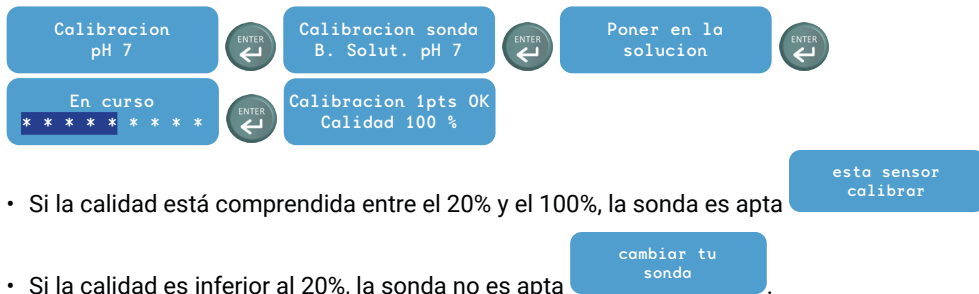 Calibracion
pH 7
ENTER
Calibracion sonda
B. Solut. pH 7
ENTER
Poner en la
solucion
ENTER
En curso
* * * * * * * * *
ENTER
Calibracion 1pts OK
Calidad 100 %
• Si la calidad está comprendida entre el 20% y el 100%, la sonda es apta
esta sensor
calibrar
• Si la calidad es inferior al 20%, la sonda no es apta
cambiar tu
sonda
.